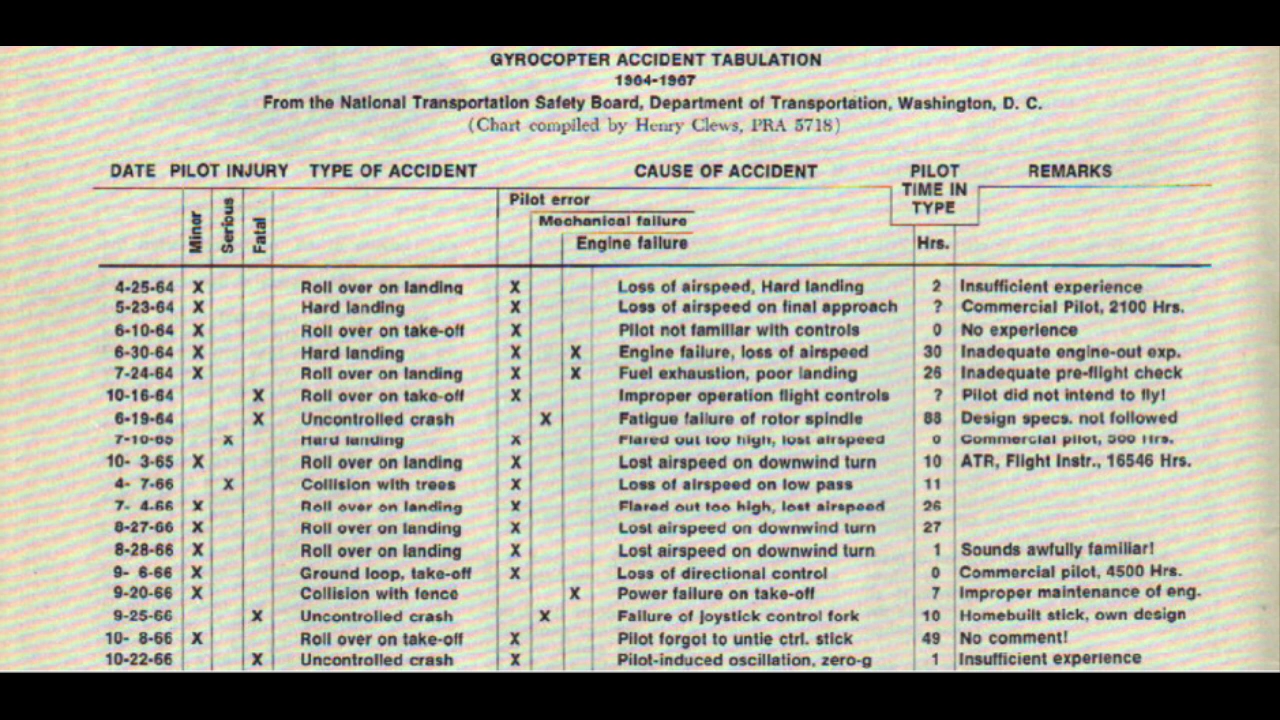 GYROCOPTER ACCIDENT TABULATION
1964-1967
From the National Transportation Safety Board, Department of Transportation, Washington, D. C.
(Chart compiled by Henry Clews, PRA 5718)
DATE PILOT INJURY TYPE OF ACCIDENT CAUSE OF ACCIDENT PILOT TIME IN TYPE REMARKS
Minor Serious Fatal Pilot error
Mechanical failure
Engine failure Hrs.
4-25-64 X Roll over on landing X Loss of airspeed, Hard landing 2 Insufficient experience
5-23-64 X Hard landing X Loss of airspeed on final approach ? Commercial Pilot, 2100 Hrs.
6-10-64 X Roll over on take-off X Pilot not familiar with controls 0 No experience
6-30-64 X Hard landing X X Engine failure, loss of airspeed 30 Inadequate engine-out exp.
7-24-64 X Roll over on landing X X Fuel exhaustion, poor landing 26 Inadequate pre-flight check
10-16-64 X Roll over on take-off X Improper operation flight controls ? Pilot did not intend to fly!
6-19-64 X Uncontrolled crash X Fatigue failure of rotor spindle 88 Design specs. not followed
7-10-65 X Hard landing X Flared out too high, lost airspeed 0 Commercial pilot, 500 Hrs.
10- 3-65 X Roll over on landing X Lost airspeed on downwind turn 10 ATR, Flight Instr., 16546 Hrs.
4- 7-66 X Collision with trees X Loss of airspeed on low pass 11
7- 4-66 X Roll over on landing X Flared out too high, lost airspeed 26
8-27-66 X Roll over on landing X Lost airspeed on downwind turn 27
8-28-66 X Roll over on landing X Lost airspeed on downwind turn 1 Sounds awfully familiar!
9- 6-66 X Ground loop, take-off X Loss of directional control 0 Commercial pilot, 4500 Hrs.
9-20-66 X Collision with fence X Power failure on take-off 7 Improper maintenance of eng.
9-25-66 X Uncontrolled crash X Failure of joystick control fork 10 Homebuilt stick, own design
10- 8-66 X Roll over on take-off X Pilot forgot to untie ctrl. stick 49 No comment!
10-22-66 X Uncontrolled crash X Pilot-induced oscillation, zero-g 1 Insufficient experience